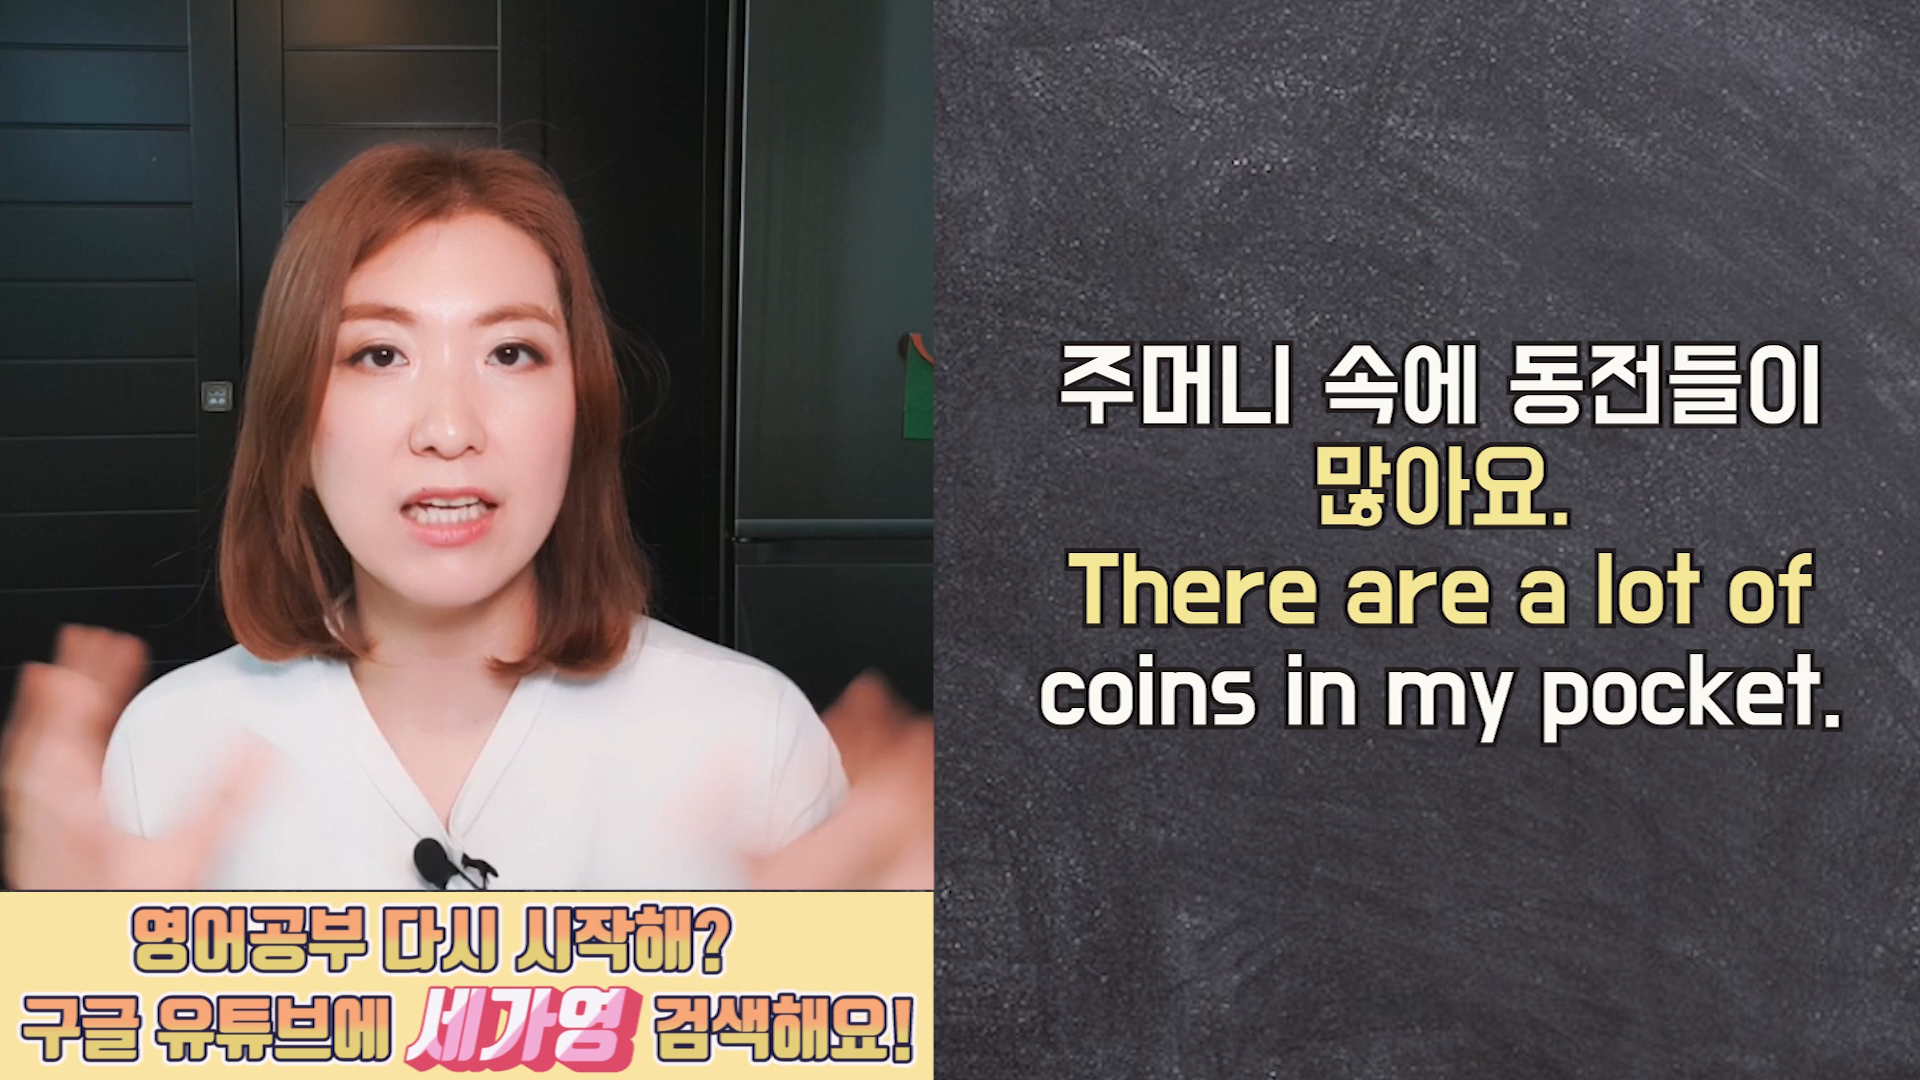 주머니 속에 동전들이
많아요.
There are a lot of
coins in my pocket.
영어공부 다시 시작해?
구글 유튜브에 세가영 검색해요!